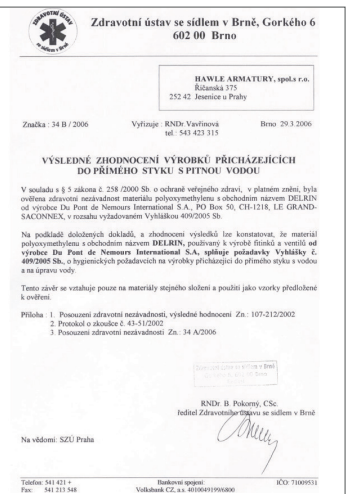 ZDRAVOTNÍ ÚSTAV
se sídlem v Brně
Zdravotní ústav se sídlem v Brně, Gorkého 6
602 00 Brno
HAWLE ARMATURY, spol.s r.o.
Říčanská 375
252 42 Jesenice u Prahy
Značka : 34 B / 2006 Vyřizuje : RNDr Vavřinová Brno 29.3.2006
tel.: 543 423 315
VÝSLEDNÉ ZHODNOCENÍ VÝROBKŮ PŘICHÁZEJÍCÍCH
DO PŘÍMÉHO STYKU S PITNOU VODOU
V souladu s § 5 zákona č. 258 /2000 Sb. o ochraně veřejného zdraví, v platném znění, byla
ověřena zdravotní nezávadnost materiálu polyoxymethylenu s obchodním názvem DELRIN
od výrobce Du Pont de Nemours International S.A., PO Box 50, CH-1218, LE GRAND-
SACONNEX, v rozsahu vyžadovaným Vyhláškou 409/2005 Sb.
Na podkladě doložených dokladů, a zhodnocení výsledků lze konstatovat, že materiál
polyoxymethylenu s obchodním názvem DELRIN, používaný k výrobě fitinků a ventilů od
výrobce Du Pont de Nemours International S.A, splňuje požadavky Vyhlášky č.
409/2005 Sb., o hygienických požadavcích na výrobky přicházející do přímého styku s vodou
a na úpravu vody.
Tento závěr se vztahuje pouze na materiály stejného složení a použití jako vzorky předložené
k ověření.
Příloha : 1. Posouzení zdravotní nezávadnosti, výsledné hodnocení Zn.: 107-212/2002
2. Protokol o zkoušce č. 43-51/2002
3. Posouzení zdravotní nezávadnosti Zn.: 34 A/2006
RNDr. B. Pokorný, CSc.
ředitel Zdravotního ústavu se sídlem v Brně
Na vědomí: SZÚ Praha
Telefon: 541 421 + Bankovní spojení: IČO: 71009531
Fax: 541 213 548 Volksbank CZ, a.s. 4010049199/6800